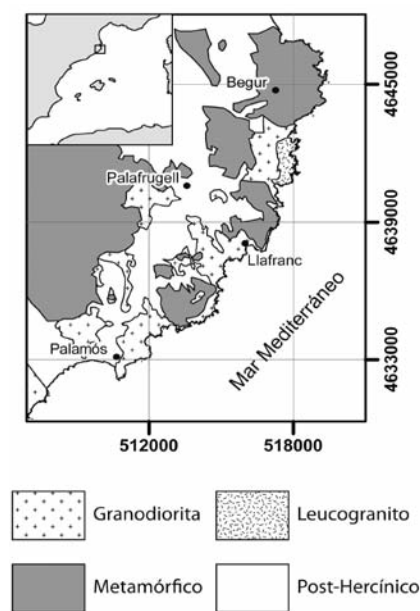 Begur
4645000
Palafrugell
4639000
Llafranc
Mar Mediterráneo
Palamós
4633000
512000
518000
Granodiorita
Leucogranito
Metamórfico
Post-Hercínico